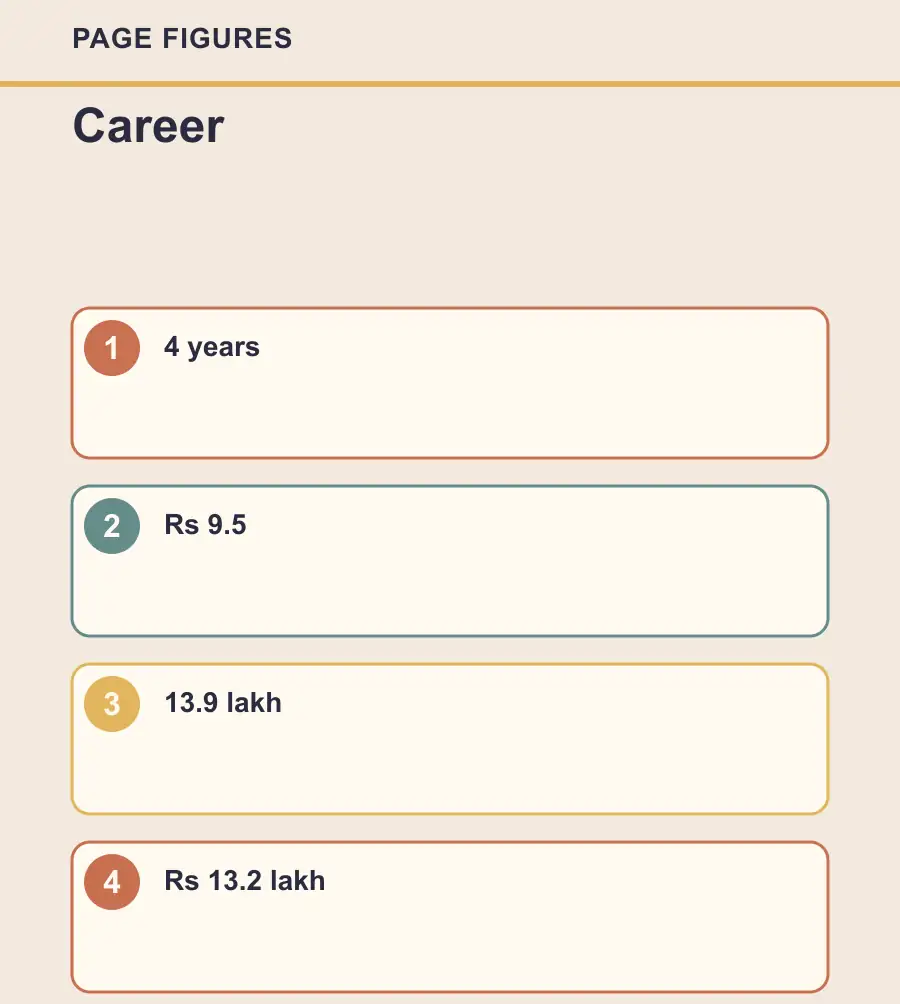 PAGE FIGURES
Career
1 4 years
2 Rs 9.5
3 13.9 lakh
4 Rs 13.2 lakh